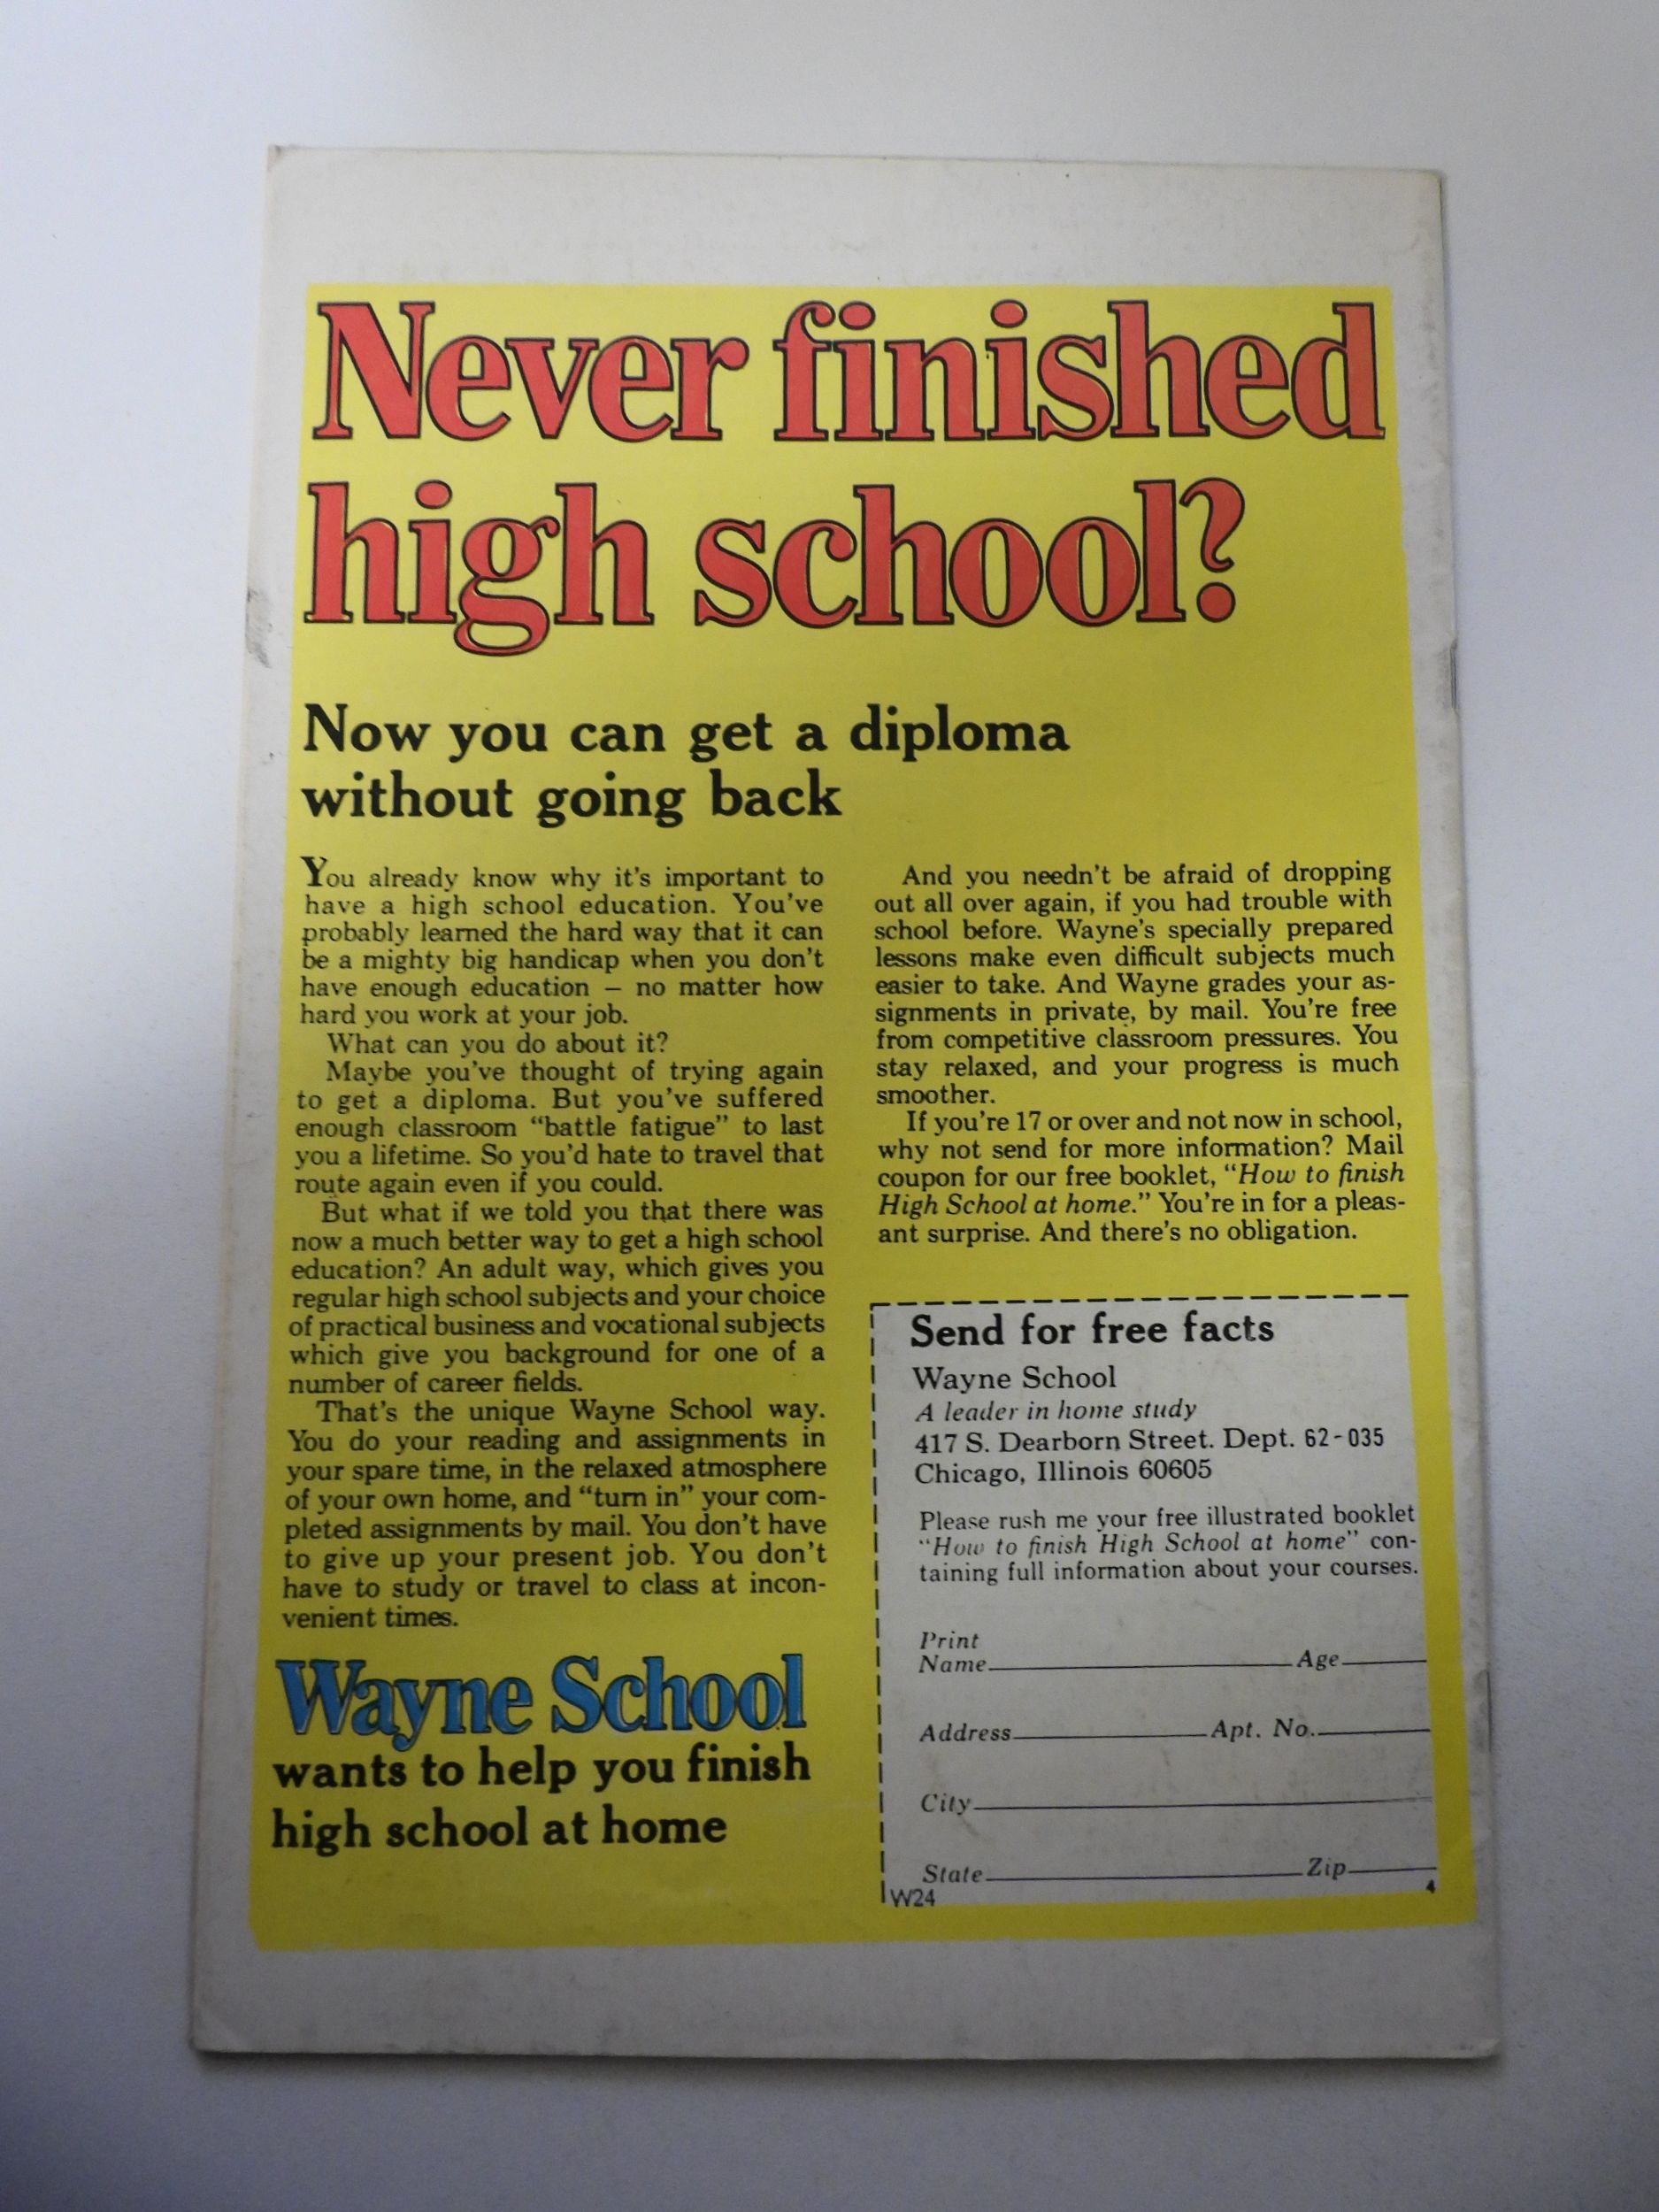 Never finished
high school?
Now you can get a diploma
without going back
You already know why it's important to
have a high school education. You've
probably learned the hard way that it can
be a mighty big handicap when you don't
have enough education — no matter how
hard you work at your job.
What can you do about it?
Maybe you've thought of trying again
to get a diploma. But you've suffered
enough classroom "battle fatigue" to last
you a lifetime. So you'd hate to travel that
route again even if you could.
But what if we told you that there was
now a much better way to get a high school
education? An adult way, which gives you
regular high school subjects and your choice
of practical business and vocational subjects
which give you background for one of a
number of career fields.
That's the unique Wayne School way.
You do your reading and assignments in
your spare time, in the relaxed atmosphere
of your own home, and "turn in" your com-
pleted assignments by mail. You don't have
to give up your present job. You don't
have to study or travel to class at incon-
venient times.
Wayne School
wants to help you finish
high school at home
And you needn't be afraid of dropping
out all over again, if you had trouble with
school before. Wayne's specially prepared
lessons make even difficult subjects much
easier to take. And Wayne grades your as-
signments in private, by mail. You're free
from competitive classroom pressures. You
stay relaxed, and your progress is much
smoother.
If you're 17 or over and not now in school,
why not send for more information? Mail
coupon for our free booklet, "How to finish
High School at home." You're in for a pleas-
ant surprise. And there's no obligation.
Send for free facts
Wayne School
A leader in home study
417 S. Dearborn Street. Dept. 62-035
Chicago, Illinois 60605
Please rush me your free illustrated booklet
"How to finish High School at home" con-
taining full information about your courses.
Print
Name Age
Address Apt. No.
City
State Zip
W24 4